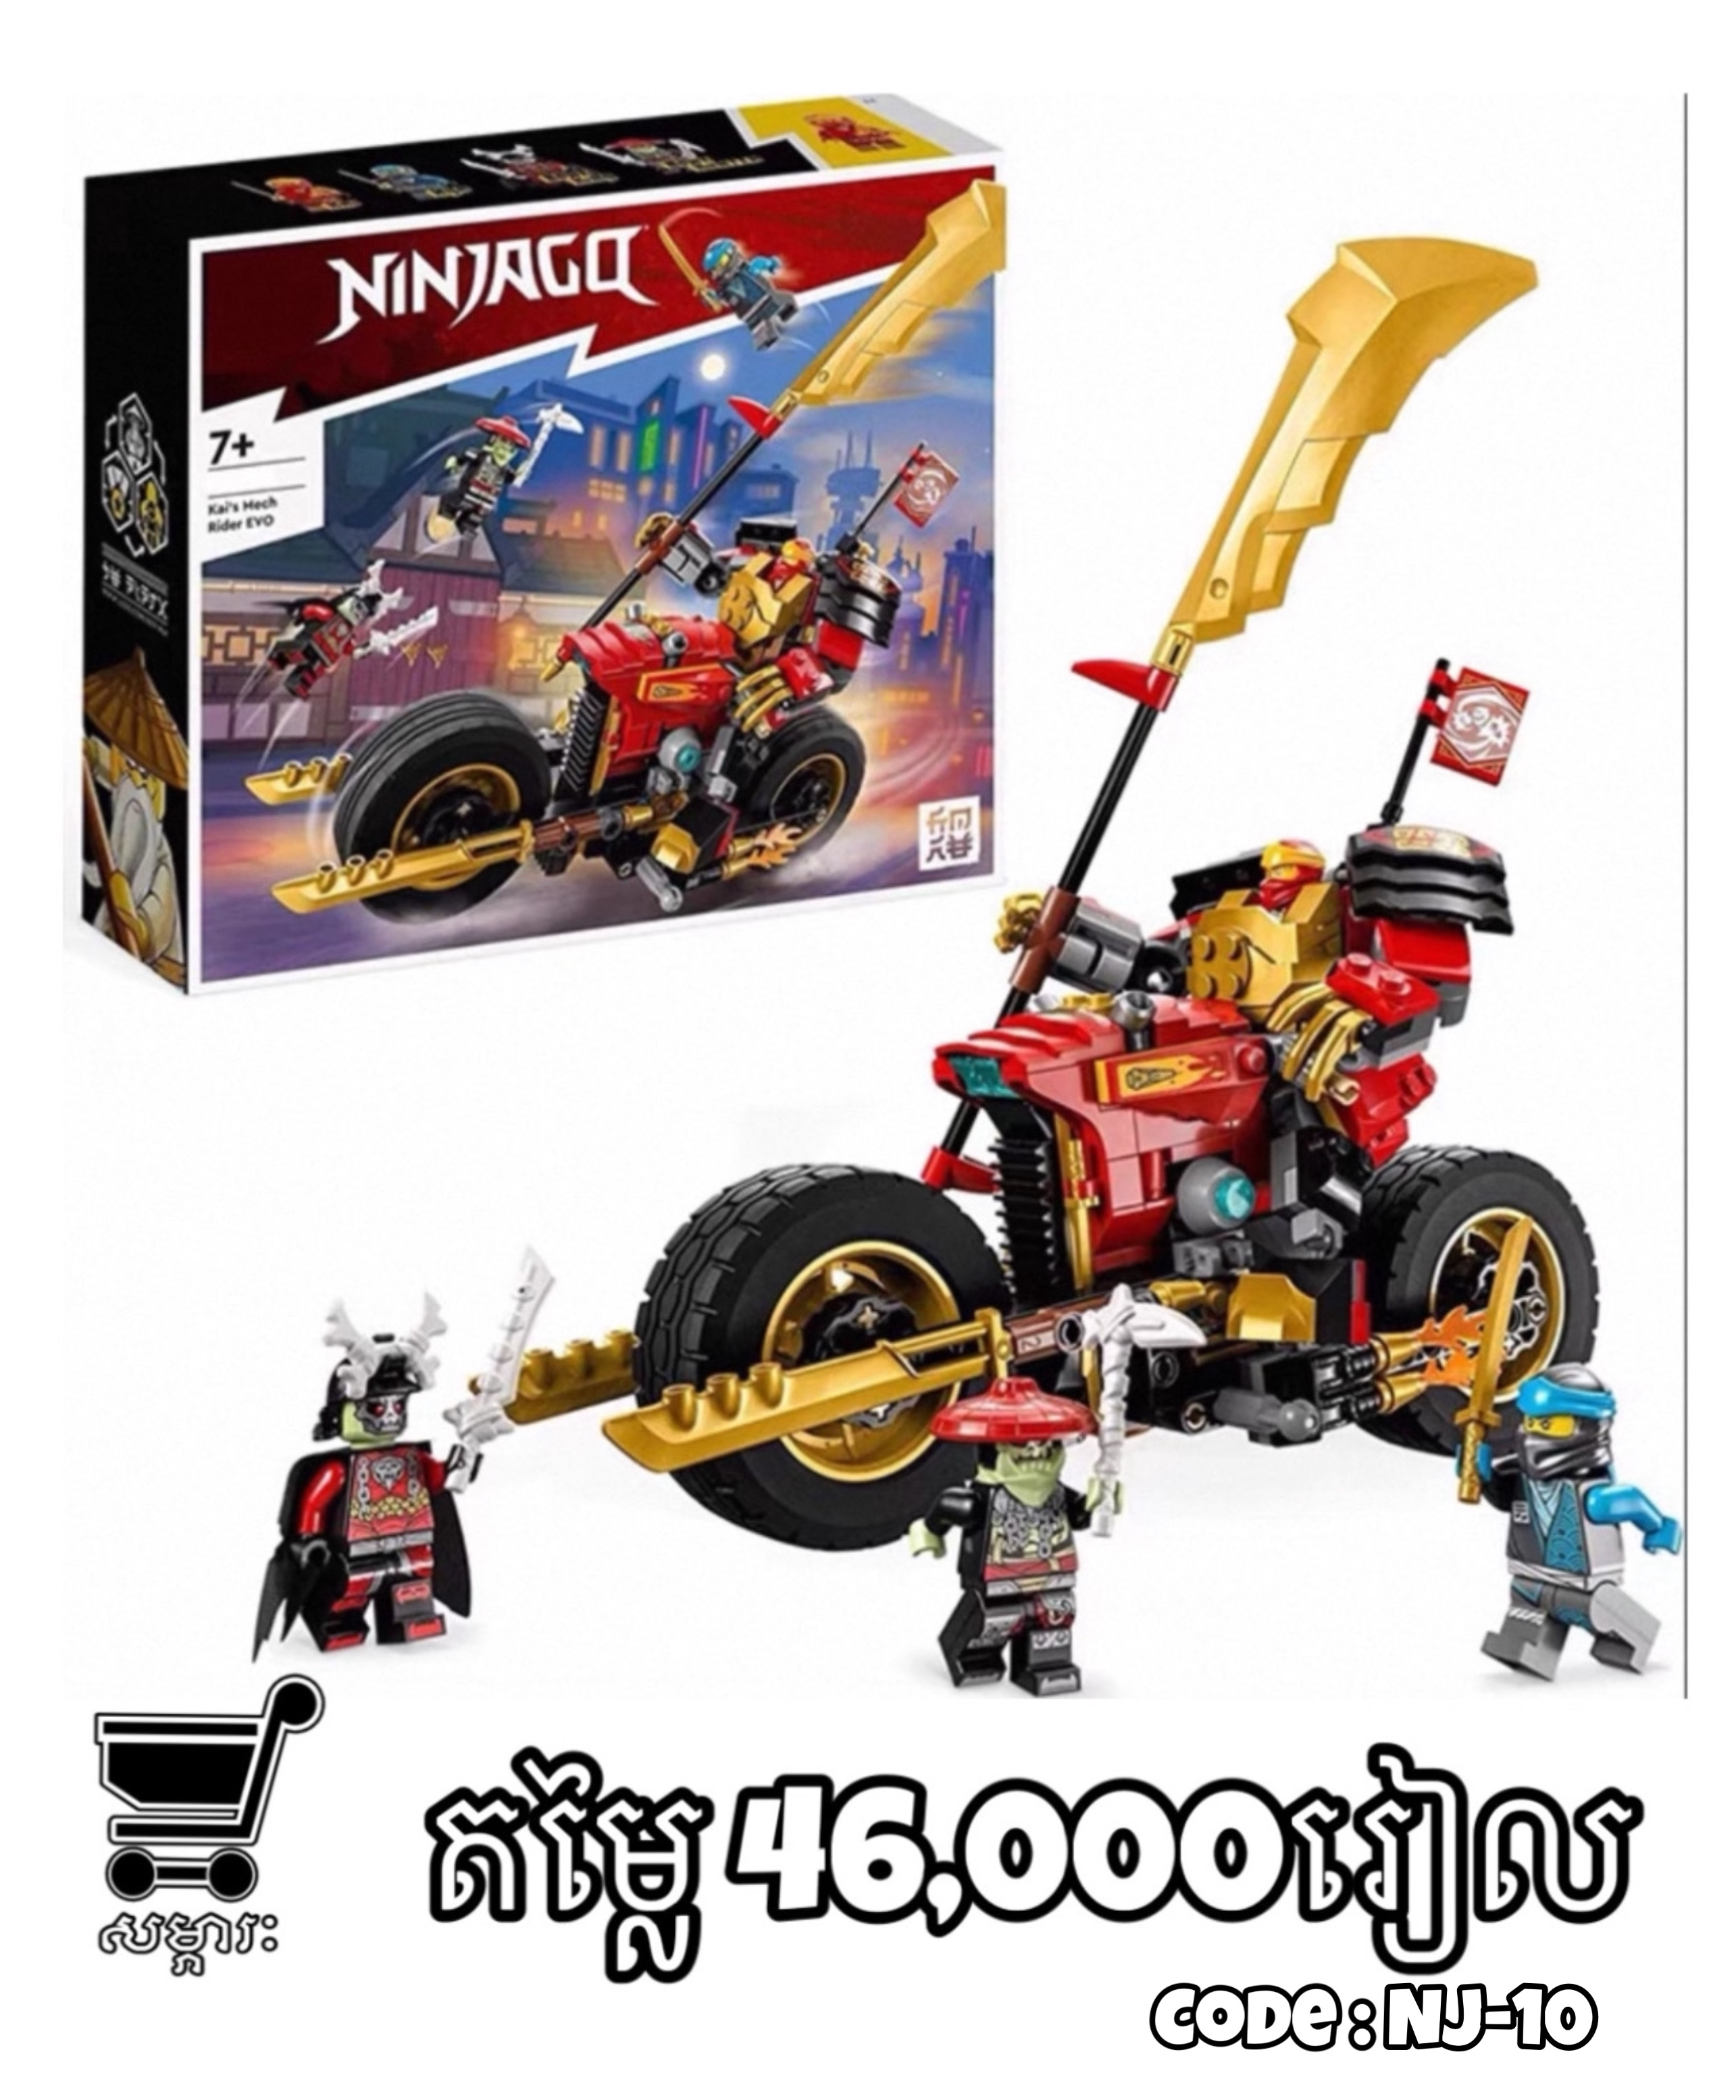 NINJAGO
7+
Kai's Mech
Rider EVO
តម្លៃ 46,000រៀល
សម្ភារៈ
CODE : NJ-10